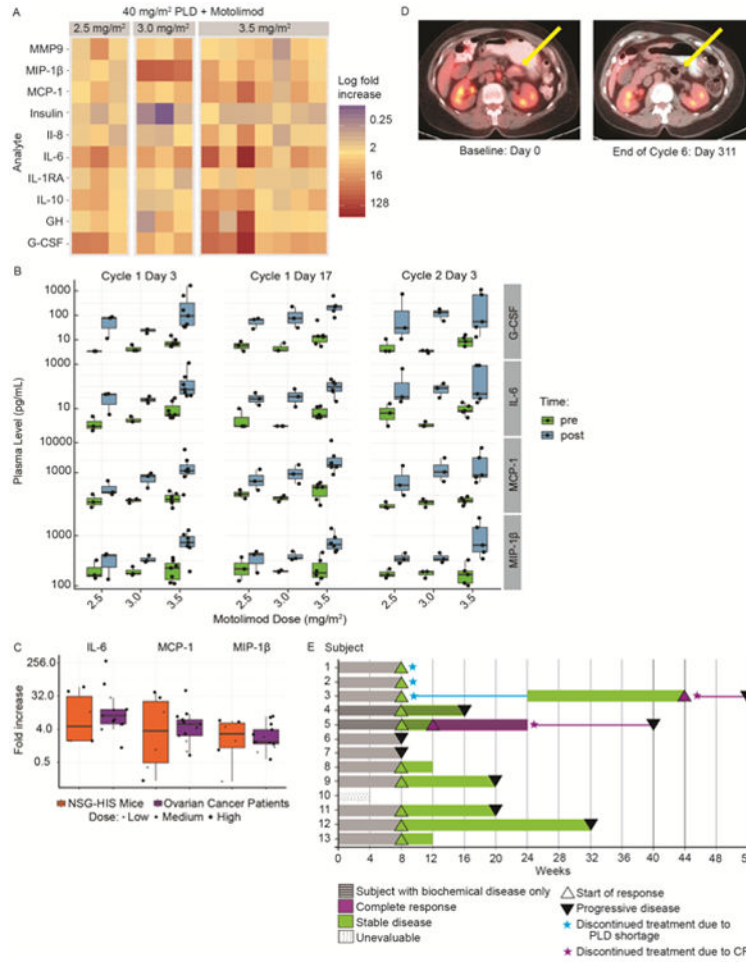 A
40 mg/m² PLD + Motolimod
2.5 mg/m² 3.0 mg/m² 3.5 mg/m²
Analyte
MMP9
MIP-1β
MCP-1
Insulin
Il-8
IL-6
IL-1RA
IL-10
GH
G-CSF
Log fold
increase
0.25
2
16
128
D
Baseline: Day 0
End of Cycle 6: Day 311
B
Cycle 1 Day 3 Cycle 1 Day 17 Cycle 2 Day 3
Plasma Level (pg/mL)
1000
100
10
G-CSF
1000
10
IL-6
10000
1000
MCP-1
1000
100
MIP-1β
2.5 3.0 3.5 2.5 3.0 3.5 2.5 3.0 3.5
Motolimod Dose (mg/m²)
Time:
pre
post
C
IL-6 MCP-1 MIP-1β
Fold increase
256.0
32.0
4.0
0.5
NSG-HIS Mice Ovarian Cancer Patients
Dose: • Low • Medium • High
E Subject
1
2
3
4
5
6
7
8
9
10
11
12
13
0 4 8 12 16 20 24 28 32 36 40 44 48 52
Weeks
Subject with biochemical disease only
Complete response
Stable disease
Unevaluable
Start of response
Progressive disease
Discontinued treatment due to
PLD shortage
Discontinued treatment due to